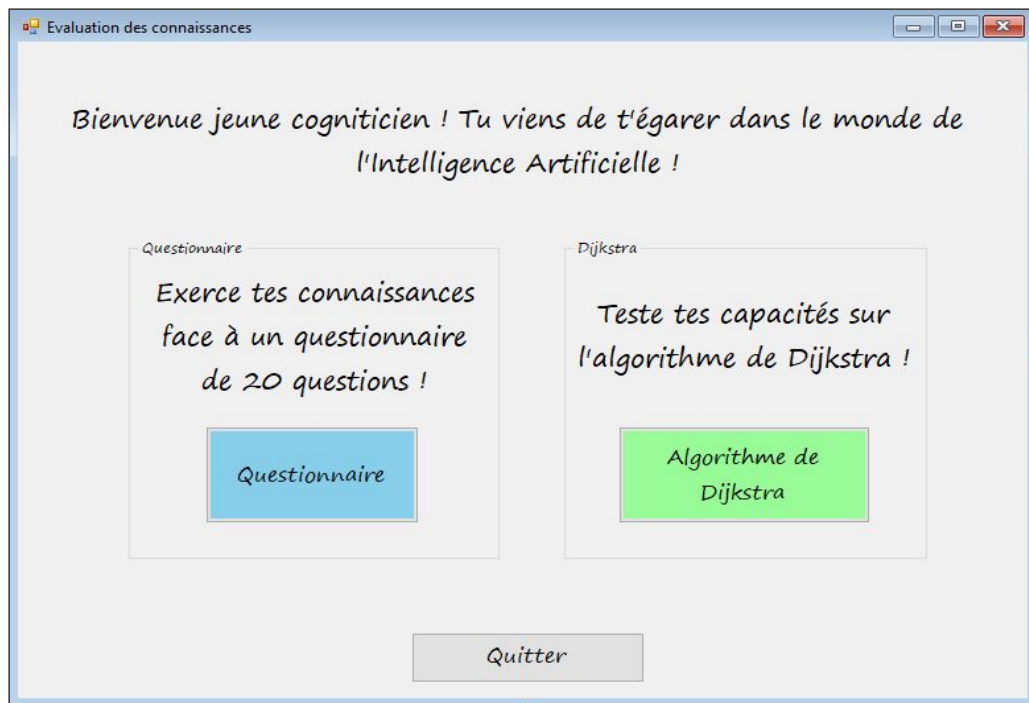 Evaluation des connaissances
Bienvenue jeune cogniticien ! Tu viens de t'égarer dans le monde de
l'Intelligence Artificielle !
Questionnaire
Exerce tes connaissances
face à un questionnaire
de 20 questions !
Questionnaire
Dijkstra
Teste tes capacités sur
l'algorithme de Dijkstra !
Algorithme de
Dijkstra
Quitter